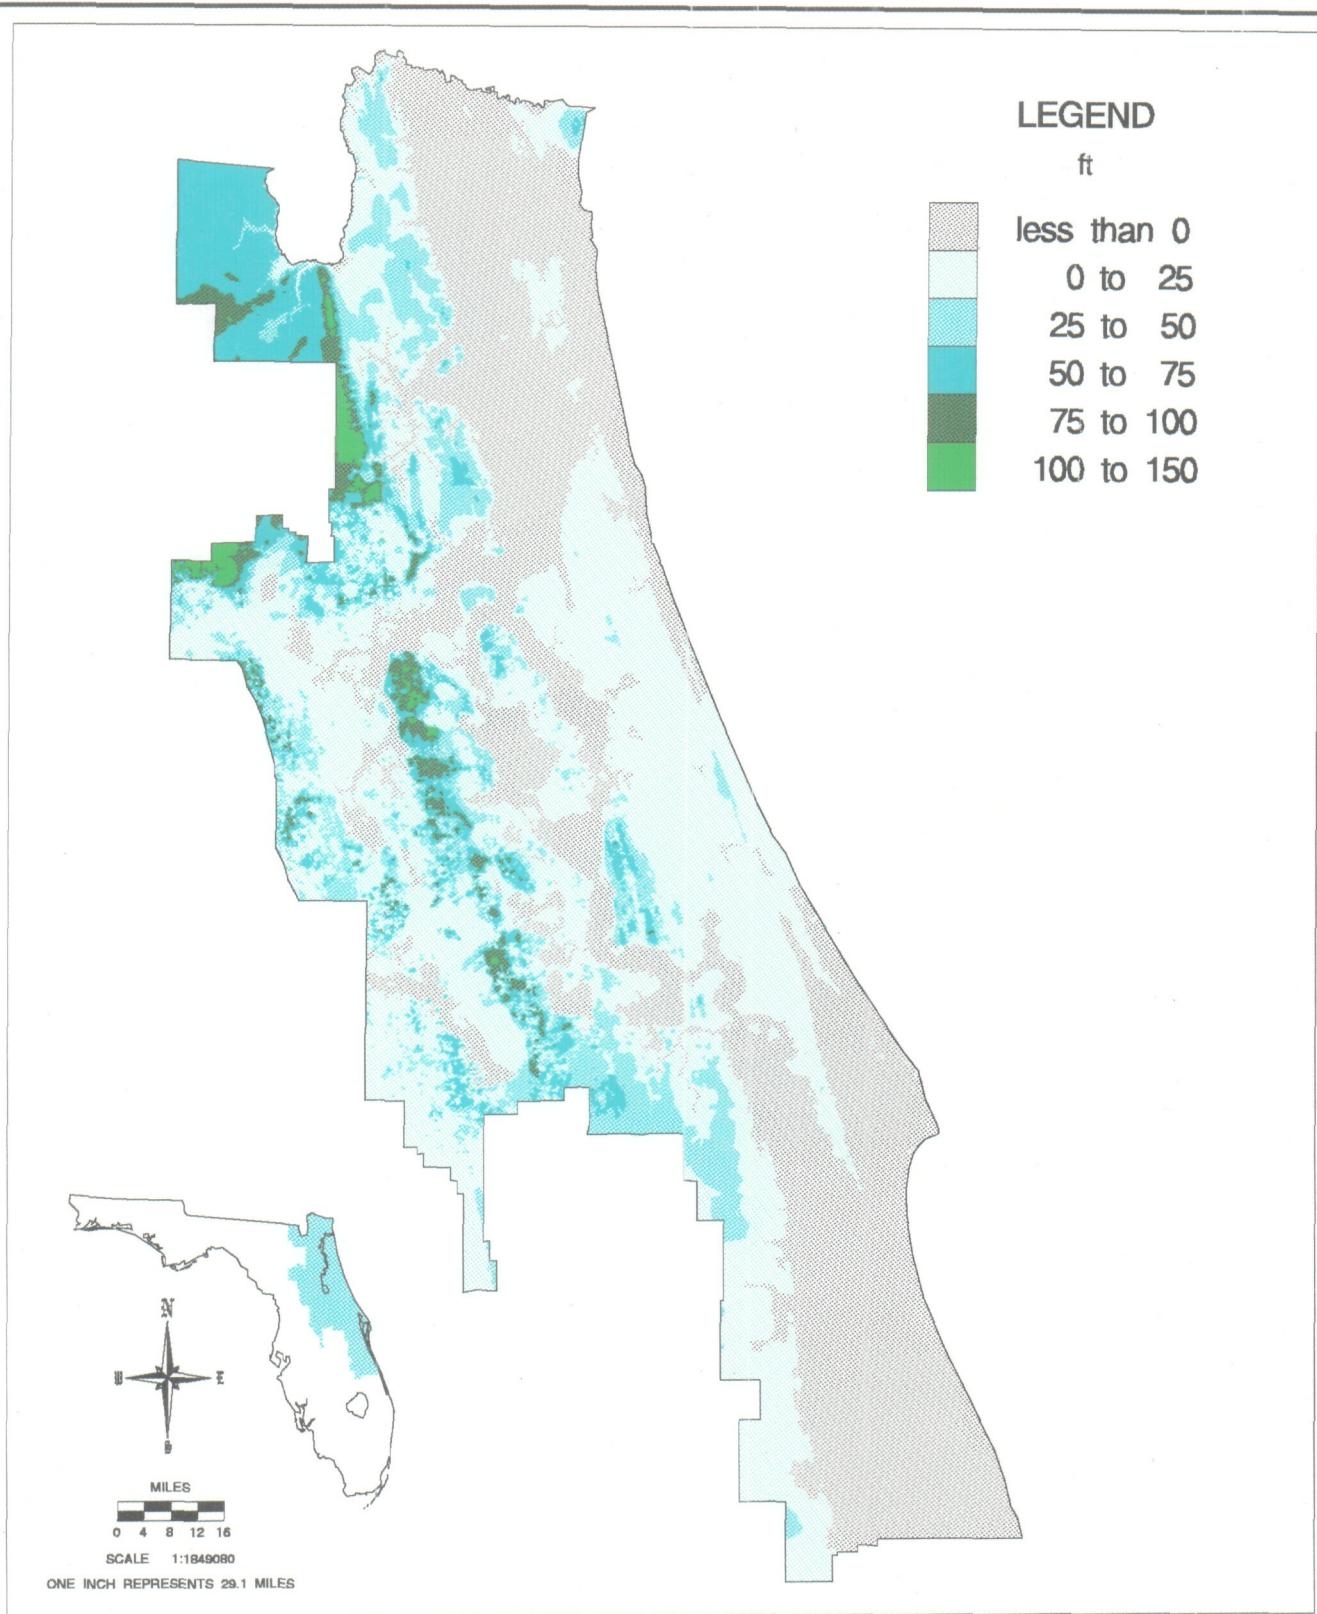 LEGEND
ft
less than 0
0 to 25
25 to 50
50 to 75
75 to 100
100 to 150
N
W
E
S
MILES
0 4 8 12 16
SCALE 1:1849080
ONE INCH REPRESENTS 29.1 MILES